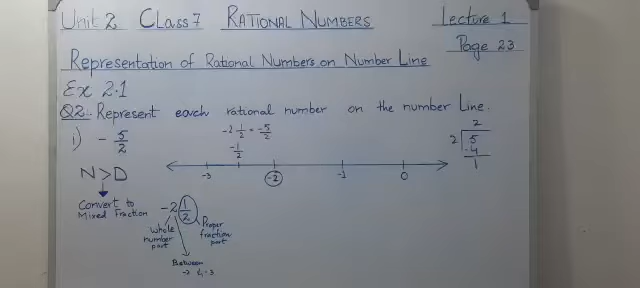 Unit 2 Class 7 RATIONAL NUMBERS
Lecture 1
Page 23
Representation of Rational Numbers on Number Line
Ex 2.1
Q2: Represent each rational number on the number Line.
i) -5/2
-2 1/2 = -5/2
-1/2
-3 -2 -1 0
2
2 5
-4
1
N>D
Convert to
Mixed Fraction
-2 1/2
Whole
number
part
Proper
fraction
part
Between